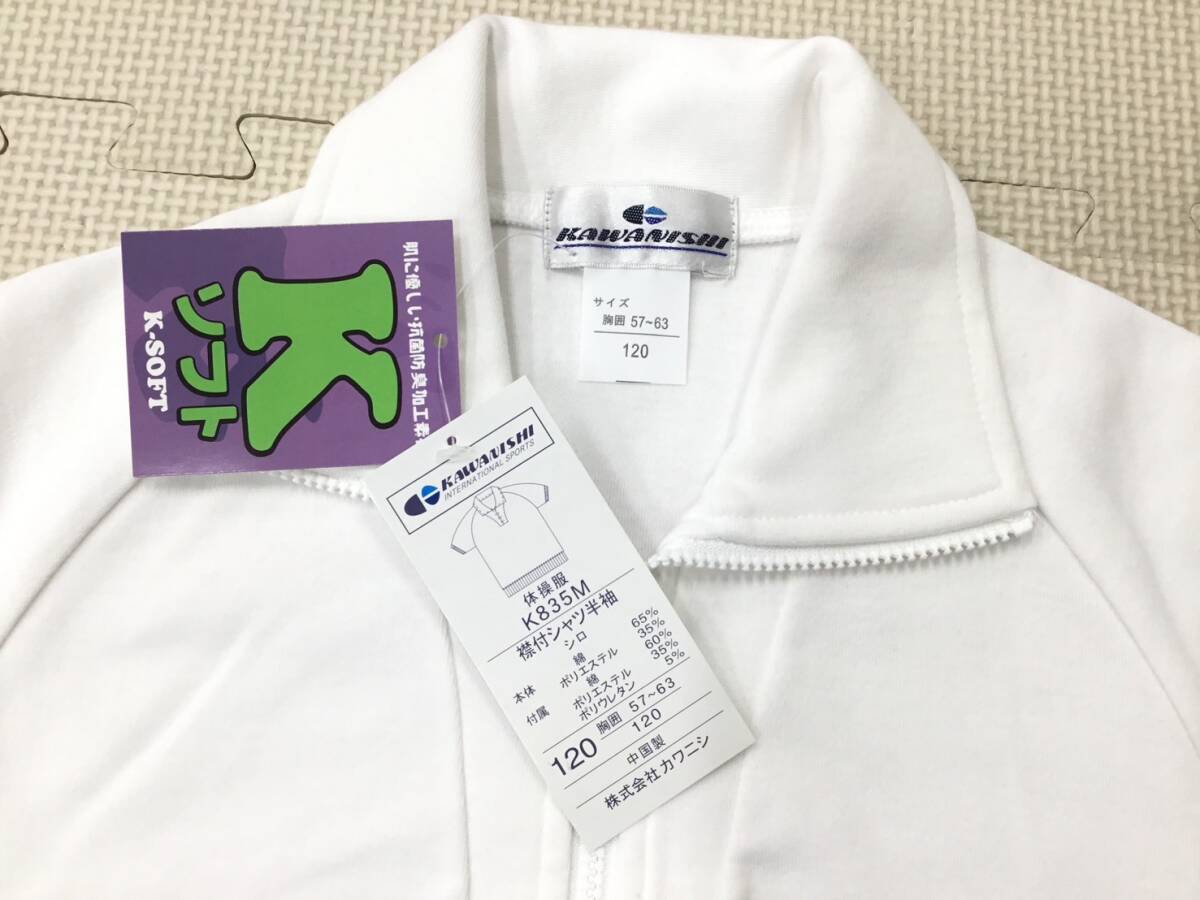 肌に優しい抗菌防臭加工素
K
ソフト
K-SOFT
KAWANISHI
サイズ
胸囲 57~63
120
KAWANISHI
INTERNATIONAL SPORTS
体操服
K835M
襟付シャツ半袖
シロ
本体 綿 65%
ポリエステル 35%
付属 綿 60%
ポリエステル 35%
ポリウレタン 5%
胸囲 57~63
120 120
中国製
株式会社カワニシ